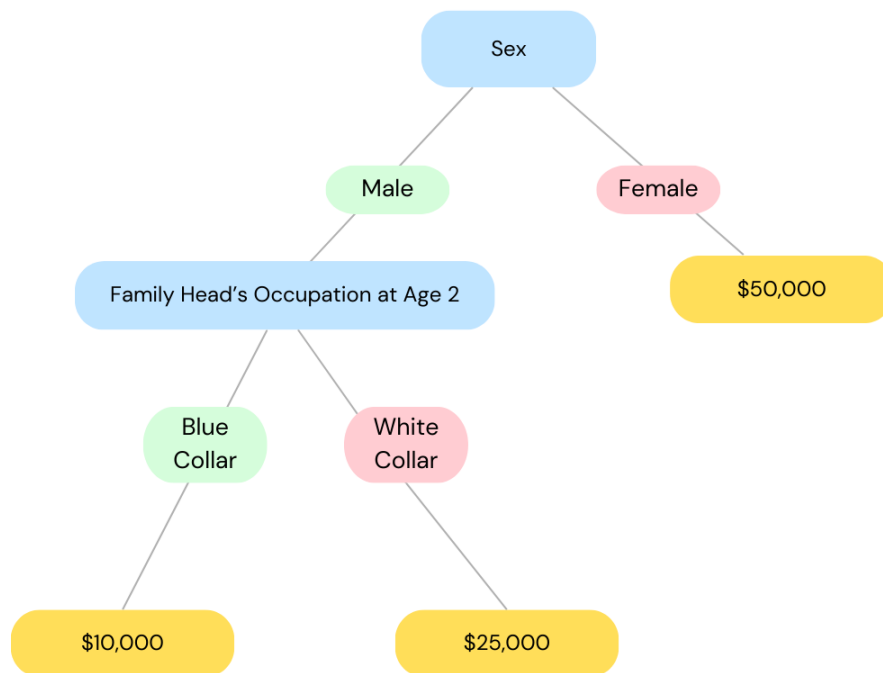 Sex
Male
Female
Family Head’s Occupation at Age 2
$50,000
Blue
Collar
White
Collar
$10,000
$25,000